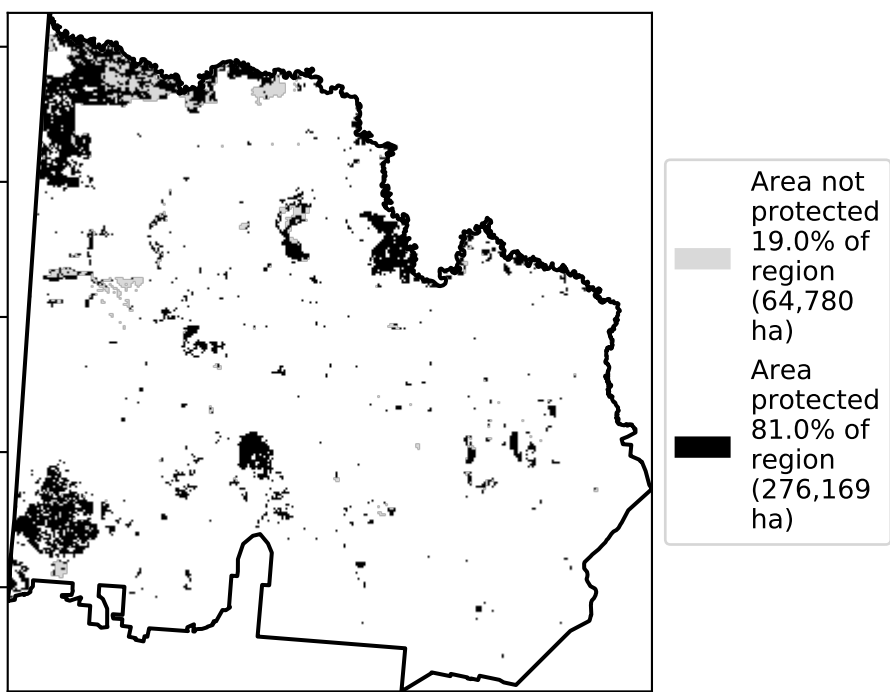 Area not
protected
19.0% of
region
(64,780
ha)
Area
protected
81.0% of
region
(276,169
ha)